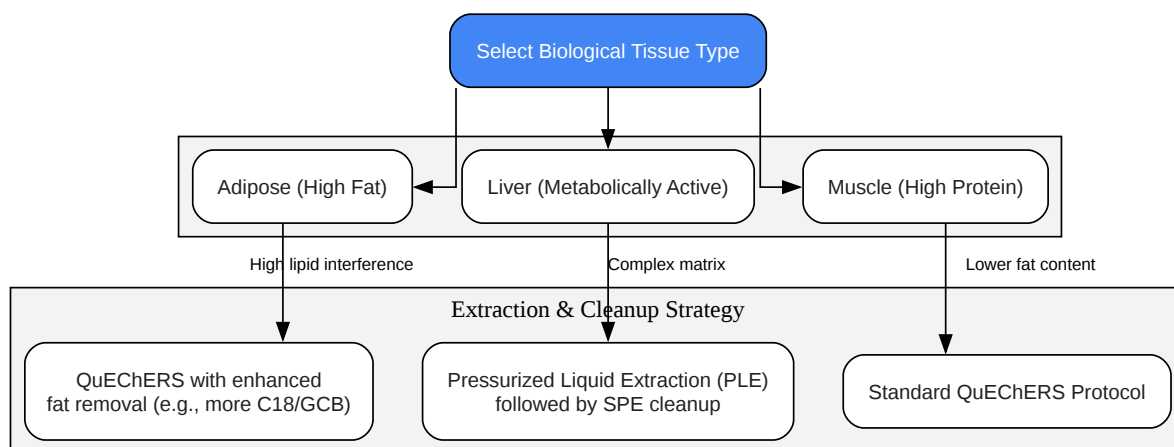 Select Biological Tissue Type
Adipose (High Fat)
Liver (Metabolically Active)
Muscle (High Protein)
High lipid interference
Complex matrix
Lower fat content
Extraction & Cleanup Strategy
QuEChERS with enhanced
fat removal (e.g., more C18/GCB)
Pressurized Liquid Extraction (PLE)
followed by SPE cleanup
Standard QuEChERS Protocol